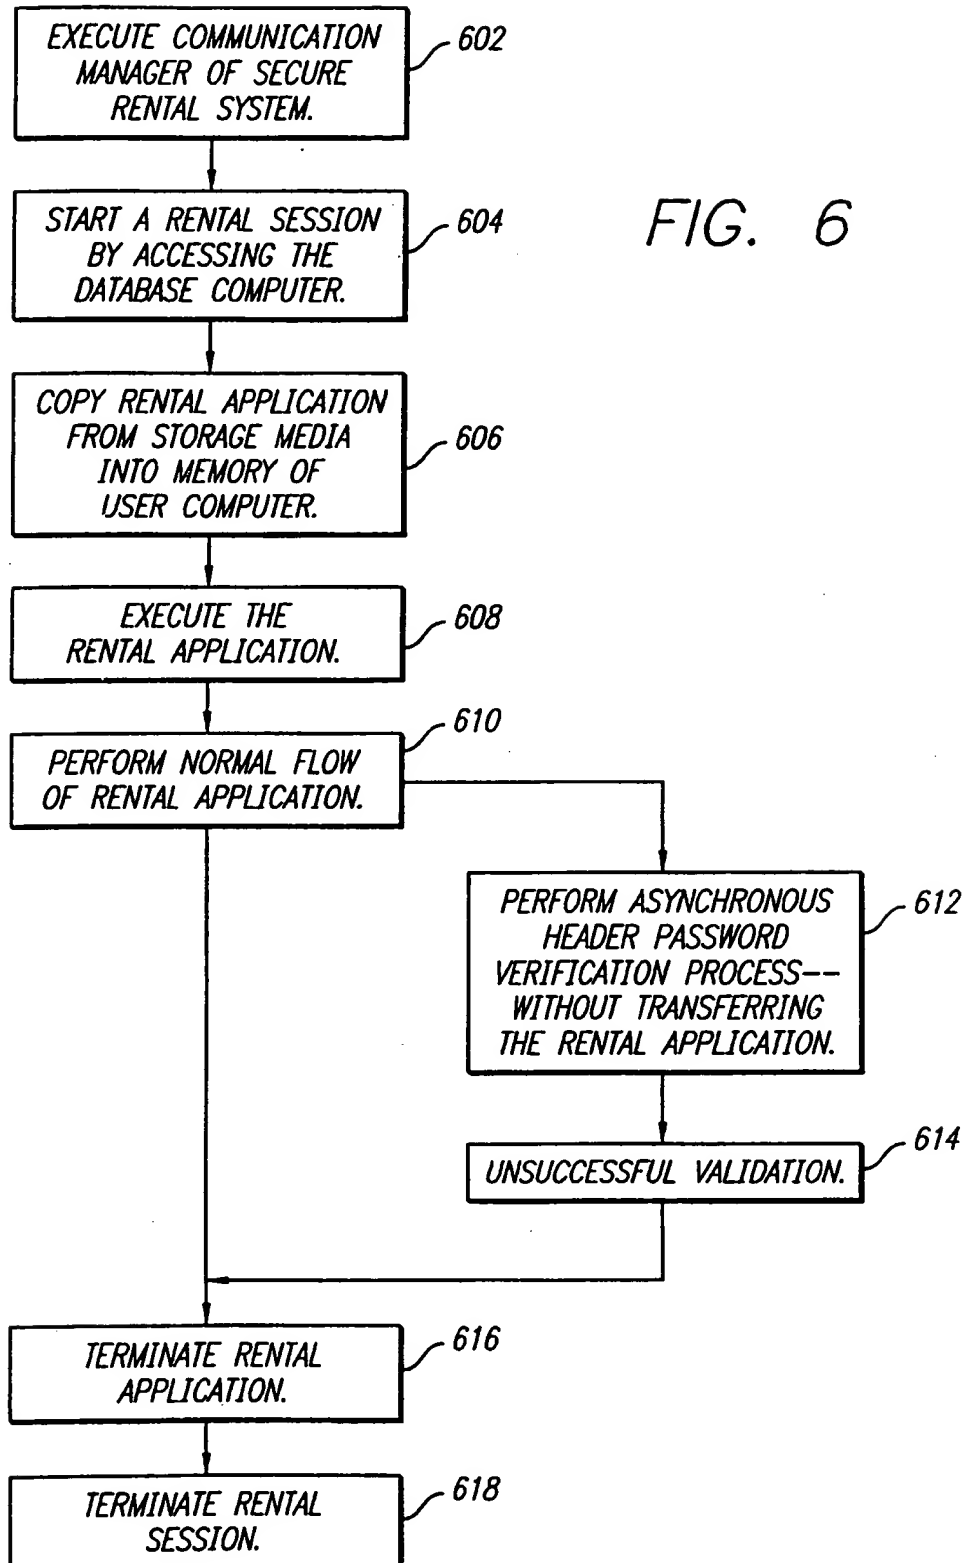 EXECUTE COMMUNICATION
MANAGER OF SECURE
RENTAL SYSTEM.
602
START A RENTAL SESSION
BY ACCESSING THE
DATABASE COMPUTER.
604
FIG. 6
COPY RENTAL APPLICATION
FROM STORAGE MEDIA
INTO MEMORY OF
USER COMPUTER.
606
EXECUTE THE
RENTAL APPLICATION.
608
PERFORM NORMAL FLOW
OF RENTAL APPLICATION.
610
PERFORM ASYNCHRONOUS
HEADER PASSWORD
VERIFICATION PROCESS--
WITHOUT TRANSFERRING
THE RENTAL APPLICATION.
612
UNSUCCESSFUL VALIDATION.
614
TERMINATE RENTAL
APPLICATION.
616
TERMINATE RENTAL
SESSION.
618